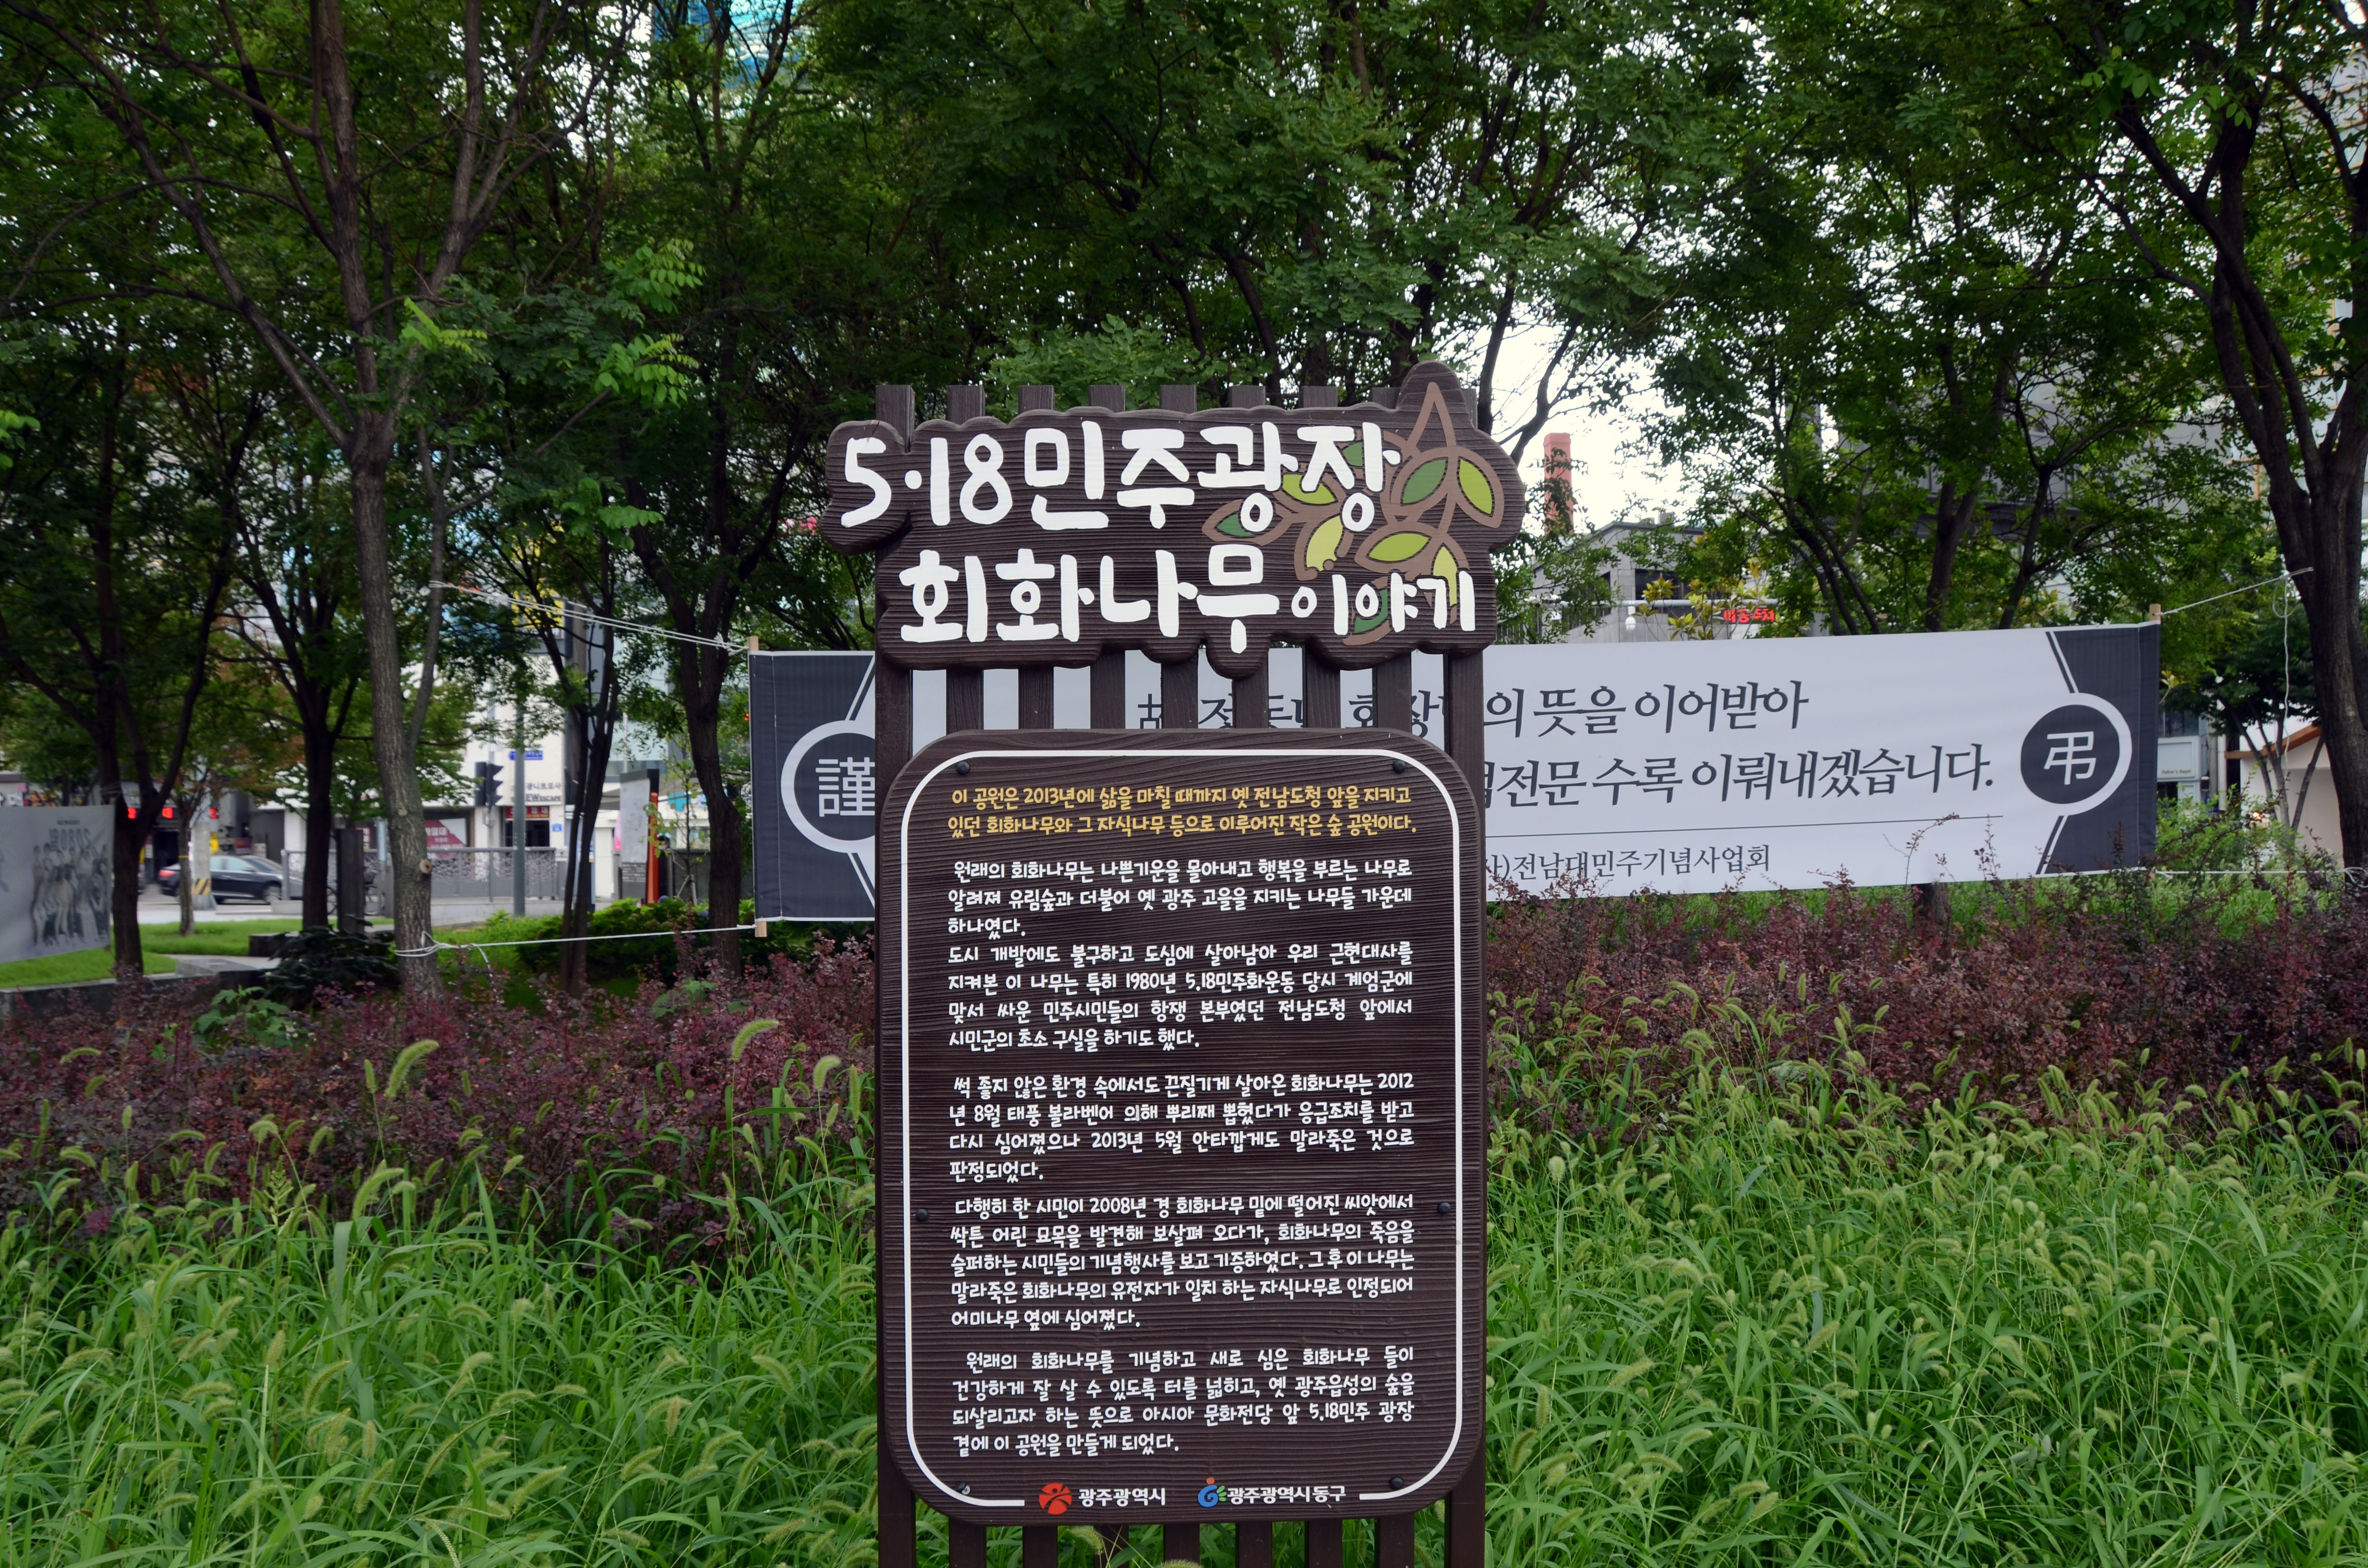 5·18민주광장
회화나무 이야기
이 공원은 2013년에 삶을 마칠 때까지 옛 전남도청 앞을 지키고
있던 회화나무와 그 자식나무 등으로 이루어진 작은 숲 공원이다.
원래의 회화나무는 나쁜기운을 몰아내고 행복을 부르는 나무로
알려져 유림숲과 더불어 옛 광주 고을을 지키는 나무들 가운데
하나였다.
도시 개발에도 불구하고 도심에 살아남아 우리 근현대사를
지켜본 이 나무는 특히 1980년 5.18민주화운동 당시 계엄군에
맞서 싸운 민주시민들의 항쟁 본부였던 전남도청 앞에서
시민군의 초소 구실을 하기도 했다.
썩 좋지 않은 환경 속에서도 끈질기게 살아온 회화나무는 2012
년 8월 태풍 볼라벤어 의해 뿌리째 뽑혔다가 응급조치를 받고
다시 심어졌으나 2013년 5월 안타깝게도 말라죽은 것으로
판정되었다.
다행히 한 시민이 2008년 경 회화나무 밑에 떨어진 씨앗에서
싹튼 어린 묘목을 발견해 보살펴 오다가, 회화나무의 죽음을
슬퍼하는 시민들의 기념행사를 보고 기증하였다. 그 후 이 나무는
말라죽은 회화나무의 유전자가 일치 하는 자식나무로 인정되어
어미나무 옆에 심어졌다.
원래의 회화나무를 기념하고 새로 심은 회화나무 들이
건강하게 잘 살 수 있도록 터를 넓히고, 옛 광주읍성의 숲을
되살리고자 하는 뜻으로 아시아 문화전당 앞 5.18민주 광장
곁에 이 공원을 만들게 되었다.
광주광역시 광주광역시 동구
謹
의 뜻을 이어받아
전문 수록 이뤄내겠습니다.
전남대민주기념사업회
弔